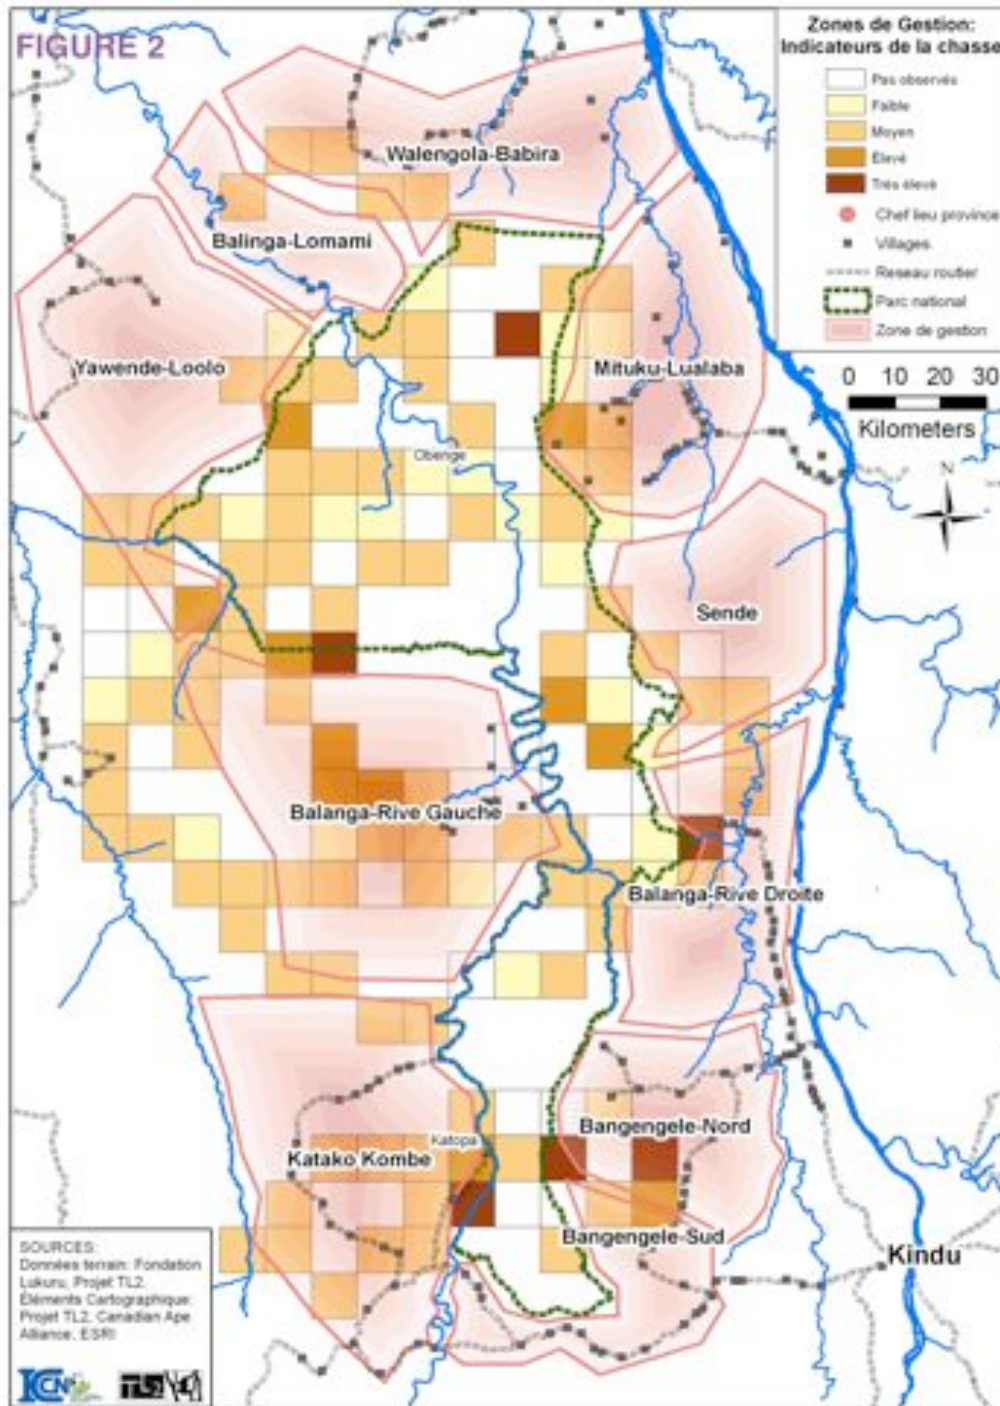 FIGURE 2
Zones de Gestion:
Indicateurs de la chasse
Pas observés
Faible
Moyen
Élevé
Très élevé
Chef lieu province
Villages
Reseau routier
Parc national
Zone de gestion
0 10 20 30
Kilometers
N
Walengola-Babira
Balinga-Lomami
Yawende-Loolo
Mituku-Lualaba
Obenge
Sende
Balanga-Rive Gauche
Balanga-Rive Droite
Bangengele-Nord
Katopa
Katako Kombe
Bangengele-Sud
Kindu
SOURCES:
Données terrain: Fondation
Lukuru, Projet TL2.
Éléments Cartographique:
Projet TL2, Canadian Ape
Alliance, ESRI
ICCN
TL2